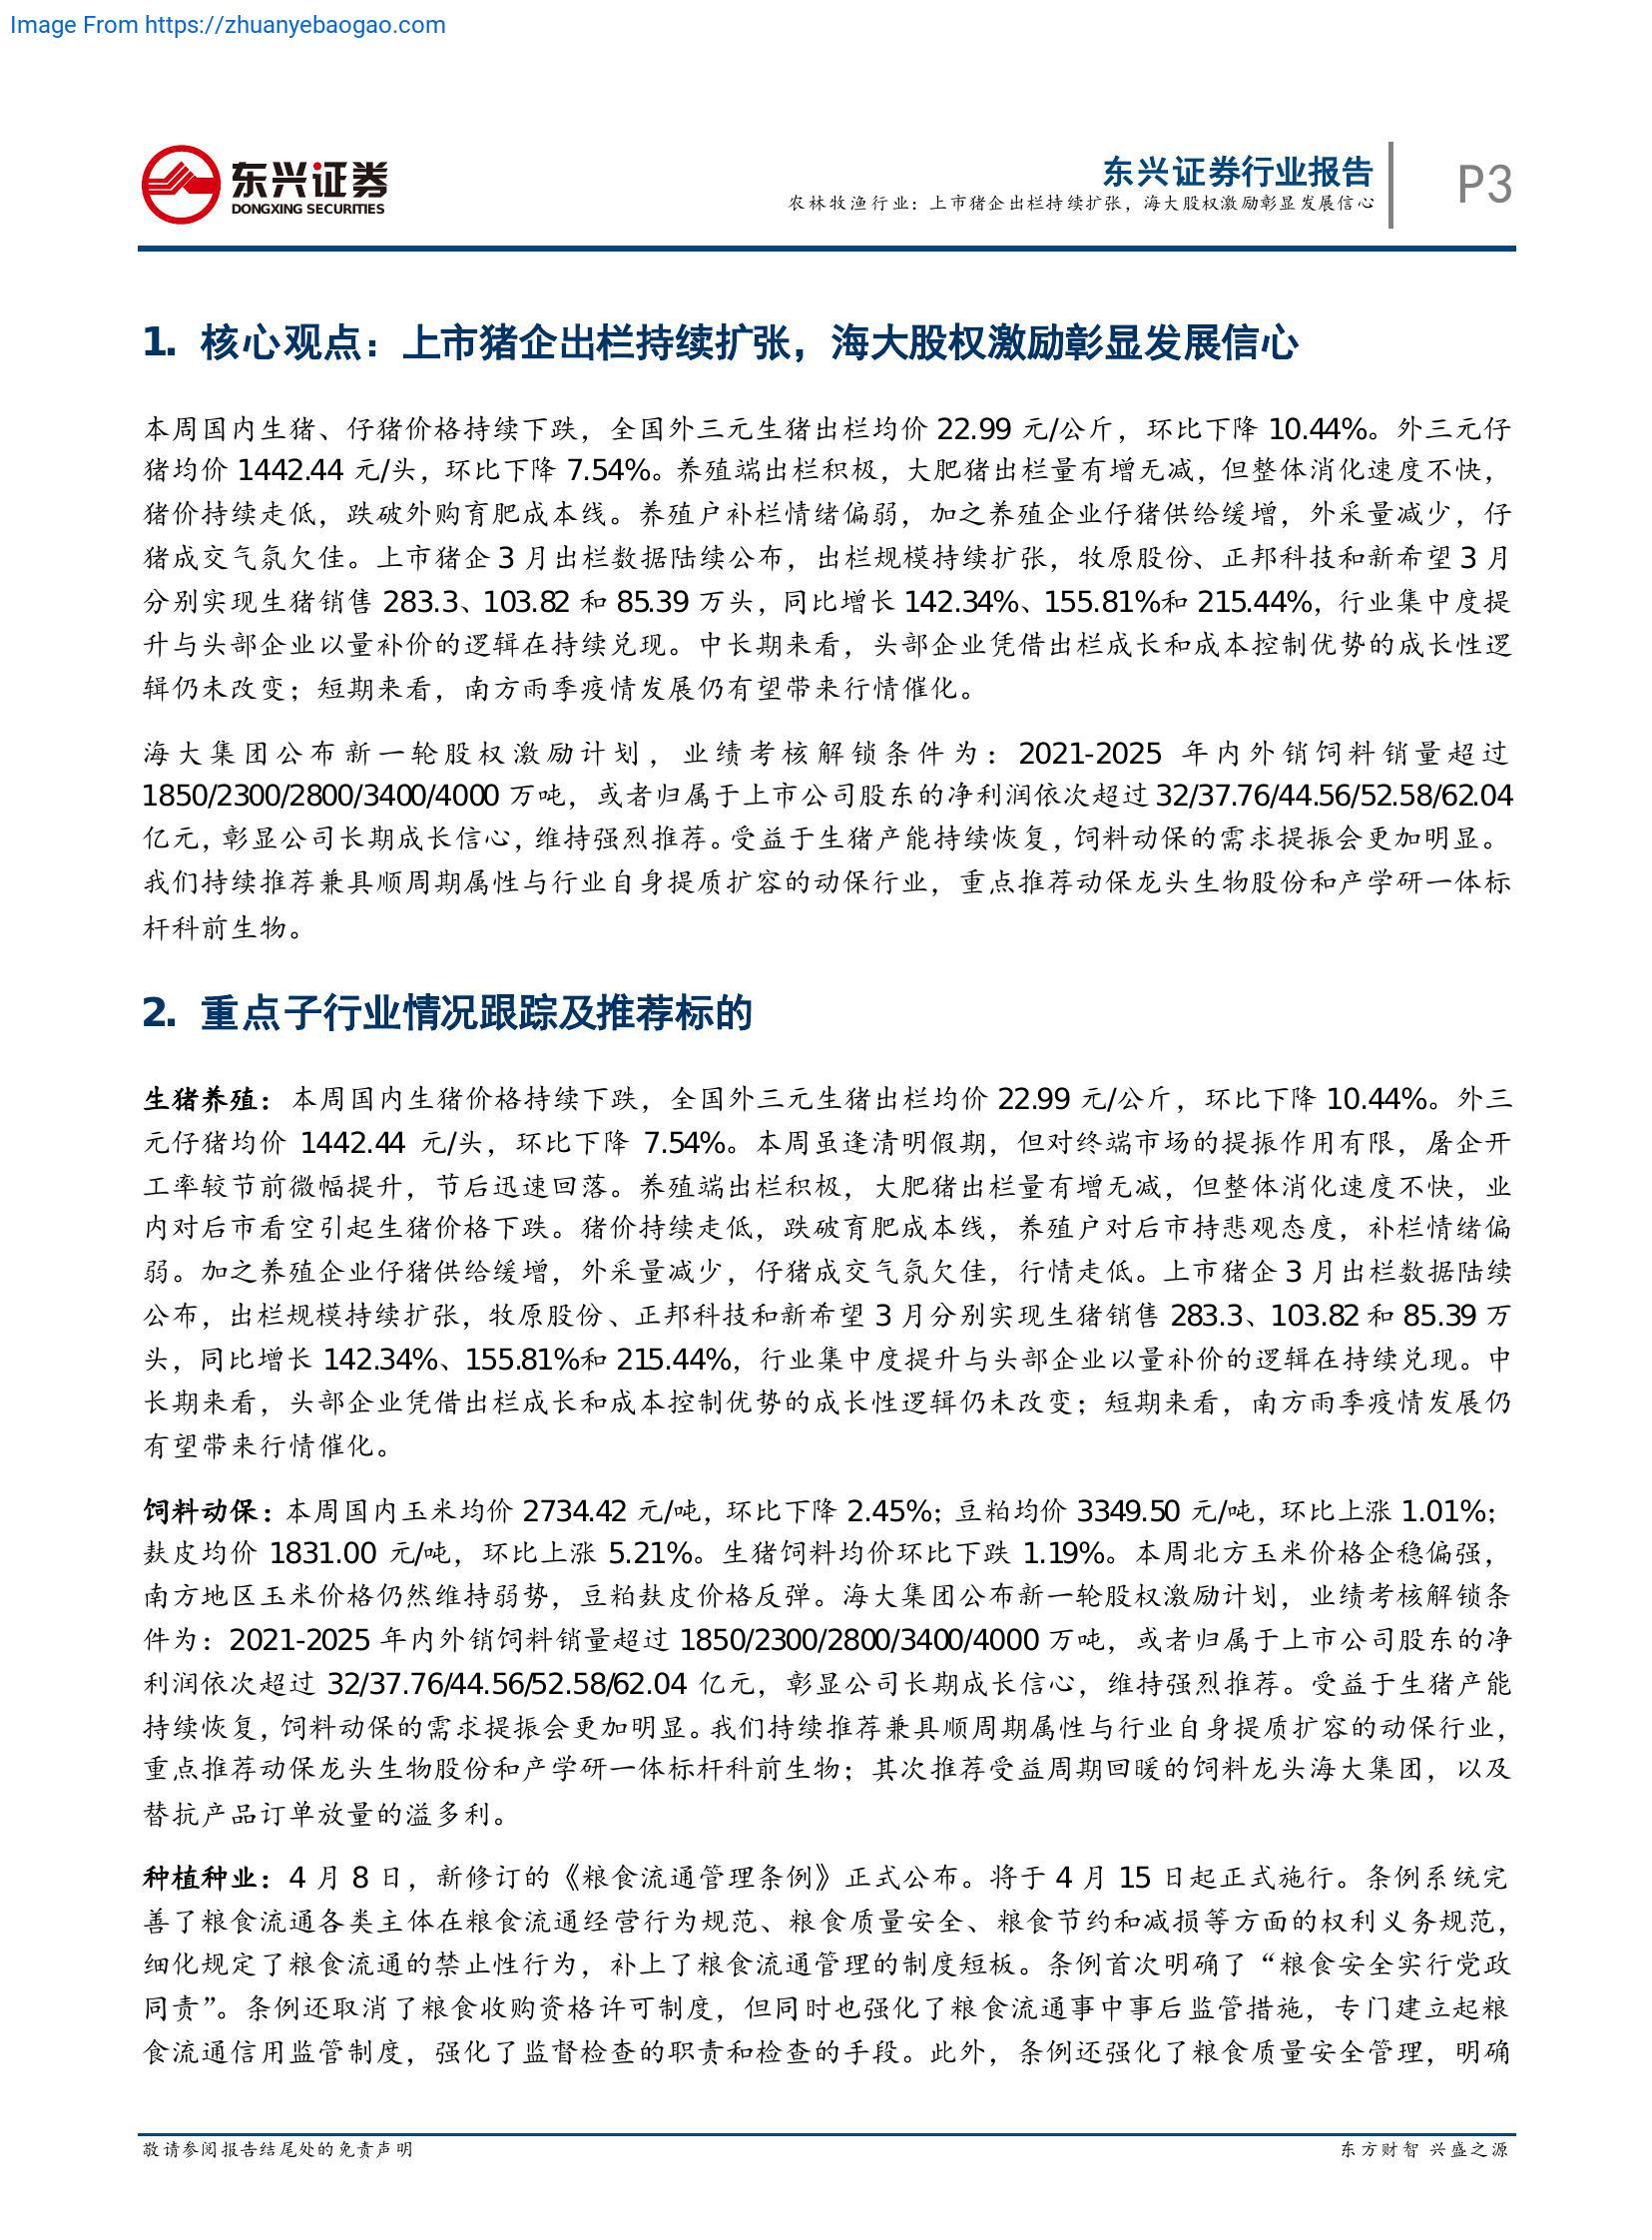 Image From https://zhuanyebaogao.com
东兴证券
DONGXING SECURITIES
东兴证券行业报告
农林牧渔行业：上市猪企出栏持续扩张，海大股权激励彰显发展信心
P3
1. 核心观点：上市猪企出栏持续扩张，海大股权激励彰显发展信心
本周国内生猪、仔猪价格持续下跌，全国外三元生猪出栏均价 22.99 元/公斤，环比下降 10.44%。外三元仔
猪均价 1442.44 元/头，环比下降 7.54%。养殖端出栏积极，大肥猪出栏量有增无减，但整体消化速度不快，
猪价持续走低，跌破外购育肥成本线。养殖户补栏情绪偏弱，加之养殖企业仔猪供给缓增，外采量减少，仔
猪成交气氛欠佳。上市猪企 3 月出栏数据陆续公布，出栏规模持续扩张，牧原股份、正邦科技和新希望 3 月
分别实现生猪销售 283.3、103.82 和 85.39 万头，同比增长 142.34%、155.81%和 215.44%，行业集中度提
升与头部企业以量补价的逻辑在持续兑现。中长期来看，头部企业凭借出栏成长和成本控制优势的成长性逻
辑仍未改变；短期来看，南方雨季疫情发展仍有望带来行情催化。
海大集团公布新一轮股权激励计划，业绩考核解锁条件为：2021-2025 年内外销饲料销量超过
1850/2300/2800/3400/4000 万吨，或者归属于上市公司股东的净利润依次超过 32/37.76/44.56/52.58/62.04
亿元，彰显公司长期成长信心，维持强烈推荐。受益于生猪产能持续恢复，饲料动保的需求提振会更加明显。
我们持续推荐兼具顺周期属性与行业自身提质扩容的动保行业，重点推荐动保龙头生物股份和产学研一体标
杆科前生物。
2. 重点子行业情况跟踪及推荐标的
生猪养殖：本周国内生猪价格持续下跌，全国外三元生猪出栏均价 22.99 元/公斤，环比下降 10.44%。外三
元仔猪均价 1442.44 元/头，环比下降 7.54%。本周虽逢清明假期，但对终端市场的提振作用有限，屠企开
工率较节前微幅提升，节后迅速回落。养殖端出栏积极，大肥猪出栏量有增无减，但整体消化速度不快，业
内对后市看空引起生猪价格下跌。猪价持续走低，跌破育肥成本线，养殖户对后市持悲观态度，补栏情绪偏
弱。加之养殖企业仔猪供给缓增，外采量减少，仔猪成交气氛欠佳，行情走低。上市猪企 3 月出栏数据陆续
公布，出栏规模持续扩张，牧原股份、正邦科技和新希望 3 月分别实现生猪销售 283.3、103.82 和 85.39 万
头，同比增长 142.34%、155.81%和 215.44%，行业集中度提升与头部企业以量补价的逻辑在持续兑现。中
长期来看，头部企业凭借出栏成长和成本控制优势的成长性逻辑仍未改变；短期来看，南方雨季疫情发展仍
有望带来行情催化。
饲料动保：本周国内玉米均价 2734.42 元/吨，环比下降 2.45%；豆粕均价 3349.50 元/吨，环比上涨 1.01%；
麸皮均价 1831.00 元/吨，环比上涨 5.21%。生猪饲料均价环比下跌 1.19%。本周北方玉米价格企稳偏强，
南方地区玉米价格仍然维持弱势，豆粕麸皮价格反弹。海大集团公布新一轮股权激励计划，业绩考核解锁条
件为：2021-2025 年内外销饲料销量超过 1850/2300/2800/3400/4000 万吨，或者归属于上市公司股东的净
利润依次超过 32/37.76/44.56/52.58/62.04 亿元，彰显公司长期成长信心，维持强烈推荐。受益于生猪产能
持续恢复，饲料动保的需求提振会更加明显。我们持续推荐兼具顺周期属性与行业自身提质扩容的动保行业，
重点推荐动保龙头生物股份和产学研一体标杆科前生物；其次推荐受益周期回暖的饲料龙头海大集团，以及
替抗产品订单放量的溢多利。
种植种业：4 月 8 日，新修订的《粮食流通管理条例》正式公布。将于 4 月 15 日起正式施行。条例系统完
善了粮食流通各类主体在粮食流通经营行为规范、粮食质量安全、粮食节约和减损等方面的权利义务规范，
细化规定了粮食流通的禁止性行为，补上了粮食流通管理的制度短板。条例首次明确了“粮食安全实行党政
同责”。条例还取消了粮食收购资格许可制度，但同时也强化了粮食流通事中事后监管措施，专门建立起粮
食流通信用监管制度，强化了监督检查的职责和检查的手段。此外，条例还强化了粮食质量安全管理，明确
敬请参阅报告结尾处的免责声明
东方财智 兴盛之源